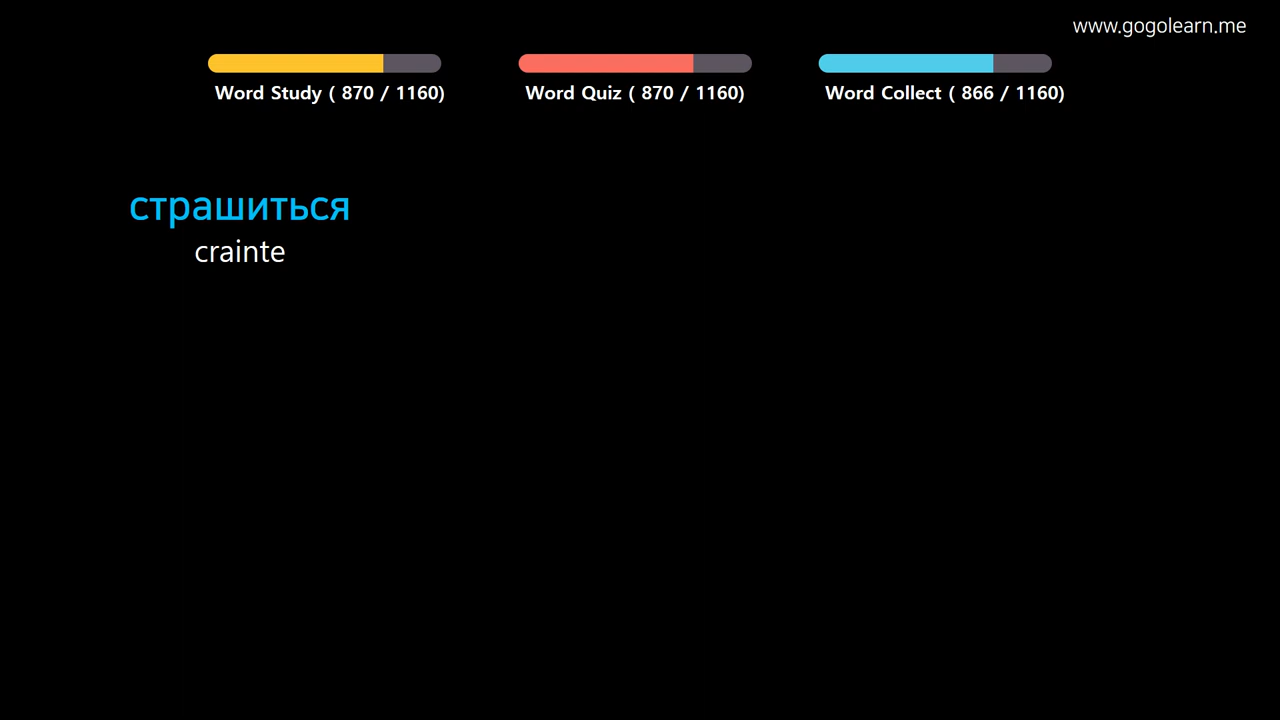 www.gogolearn.me
Word Study ( 870 / 1160)
Word Quiz ( 870 / 1160)
Word Collect ( 866 / 1160)
страшиться
crainte